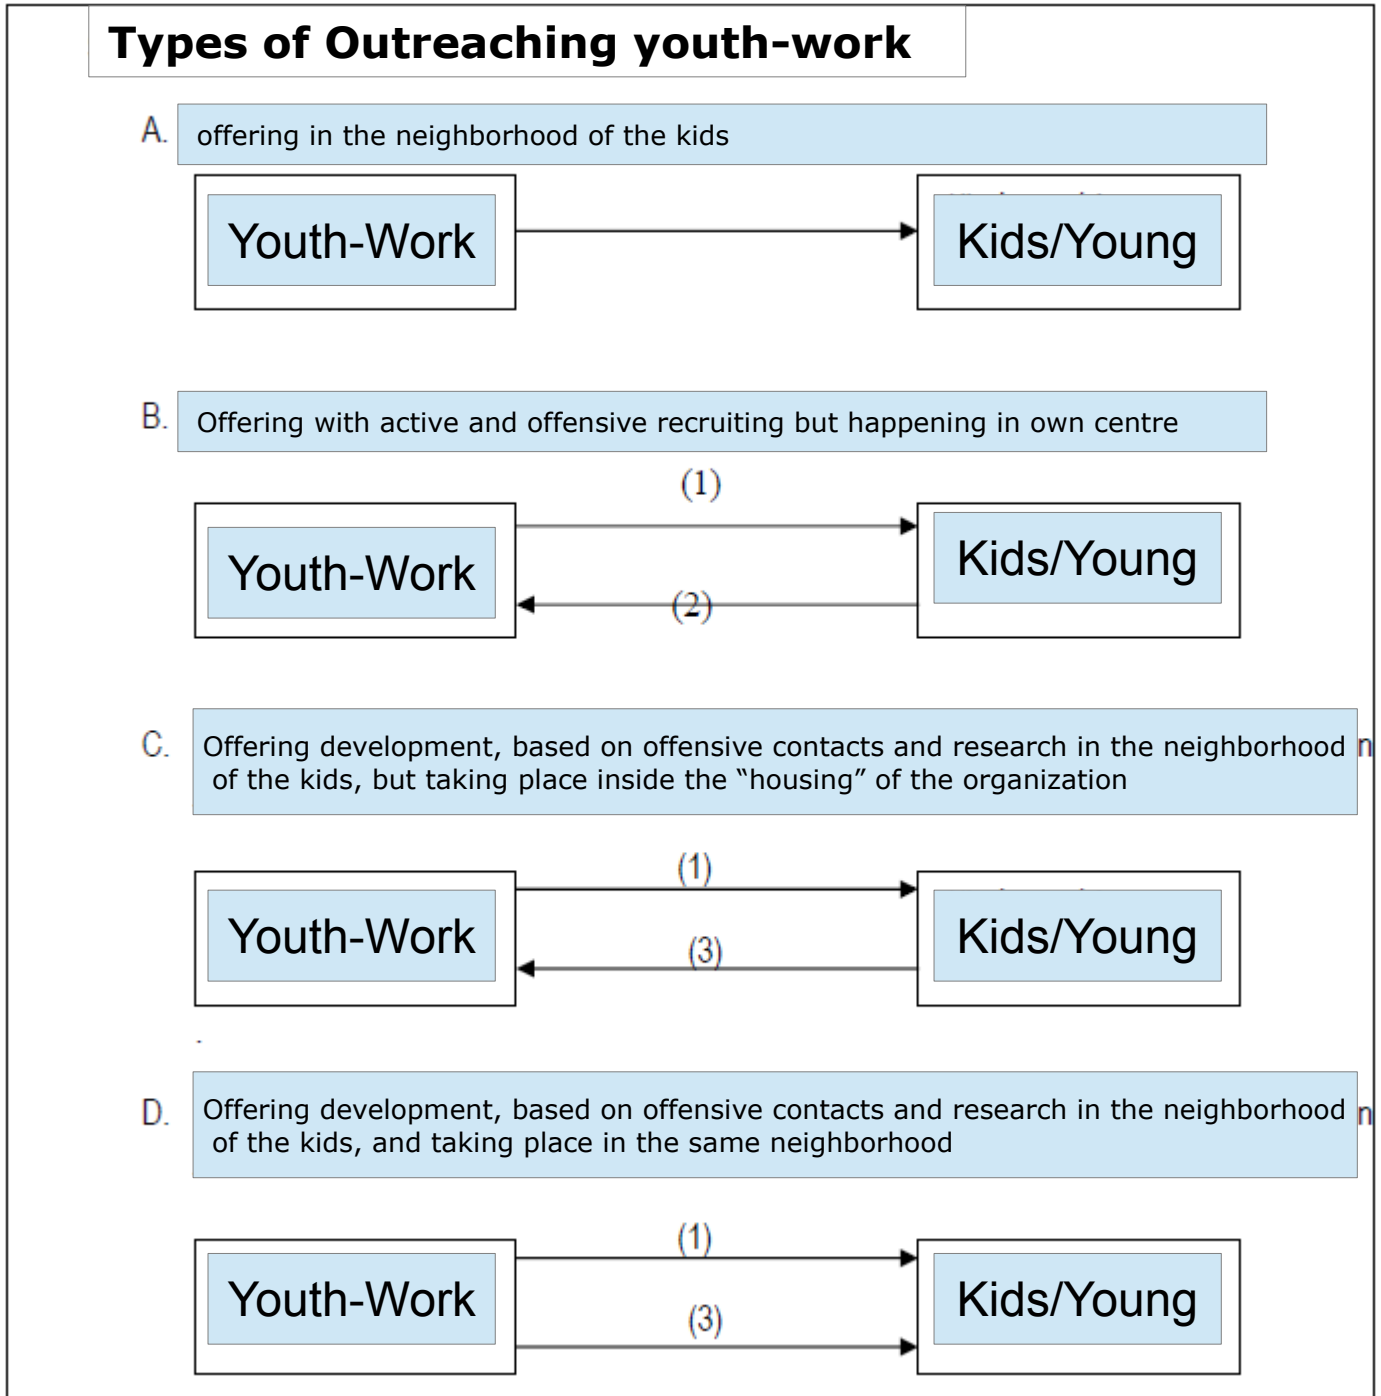 Types of Outreaching youth-work
A.
offering in the neighborhood of the kids
Youth-Work
Kids/Young
B.
Offering with active and offensive recruiting but happening in own centre
(1)
Youth-Work
Kids/Young
(2)
C.
Offering development, based on offensive contacts and research in the neighborhood n
of the kids, but taking place inside the “housing” of the organization
(1)
Youth-Work
Kids/Young
(3)
D.
Offering development, based on offensive contacts and research in the neighborhood n
of the kids, and taking place in the same neighborhood
(1)
Youth-Work
Kids/Young
(3)